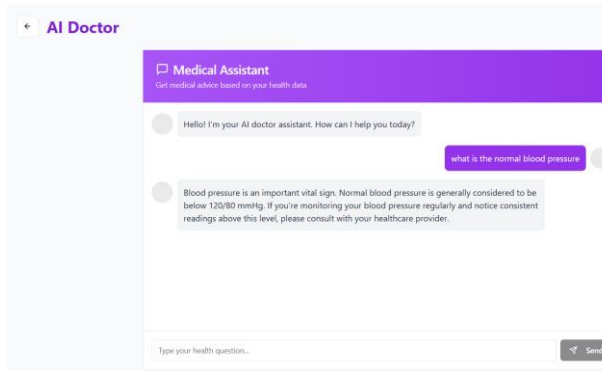 AI Doctor
Medical Assistant
Get medical advice based on your health data
Hello! I'm your AI doctor assistant. How can I help you today?
what is the normal blood pressure
Blood pressure is an important vital sign. Normal blood pressure is generally considered to be
below 120/80 mmHg. If you're monitoring your blood pressure regularly and notice consistent
readings above this level, please consult with your healthcare provider.
Type your health question...
Send